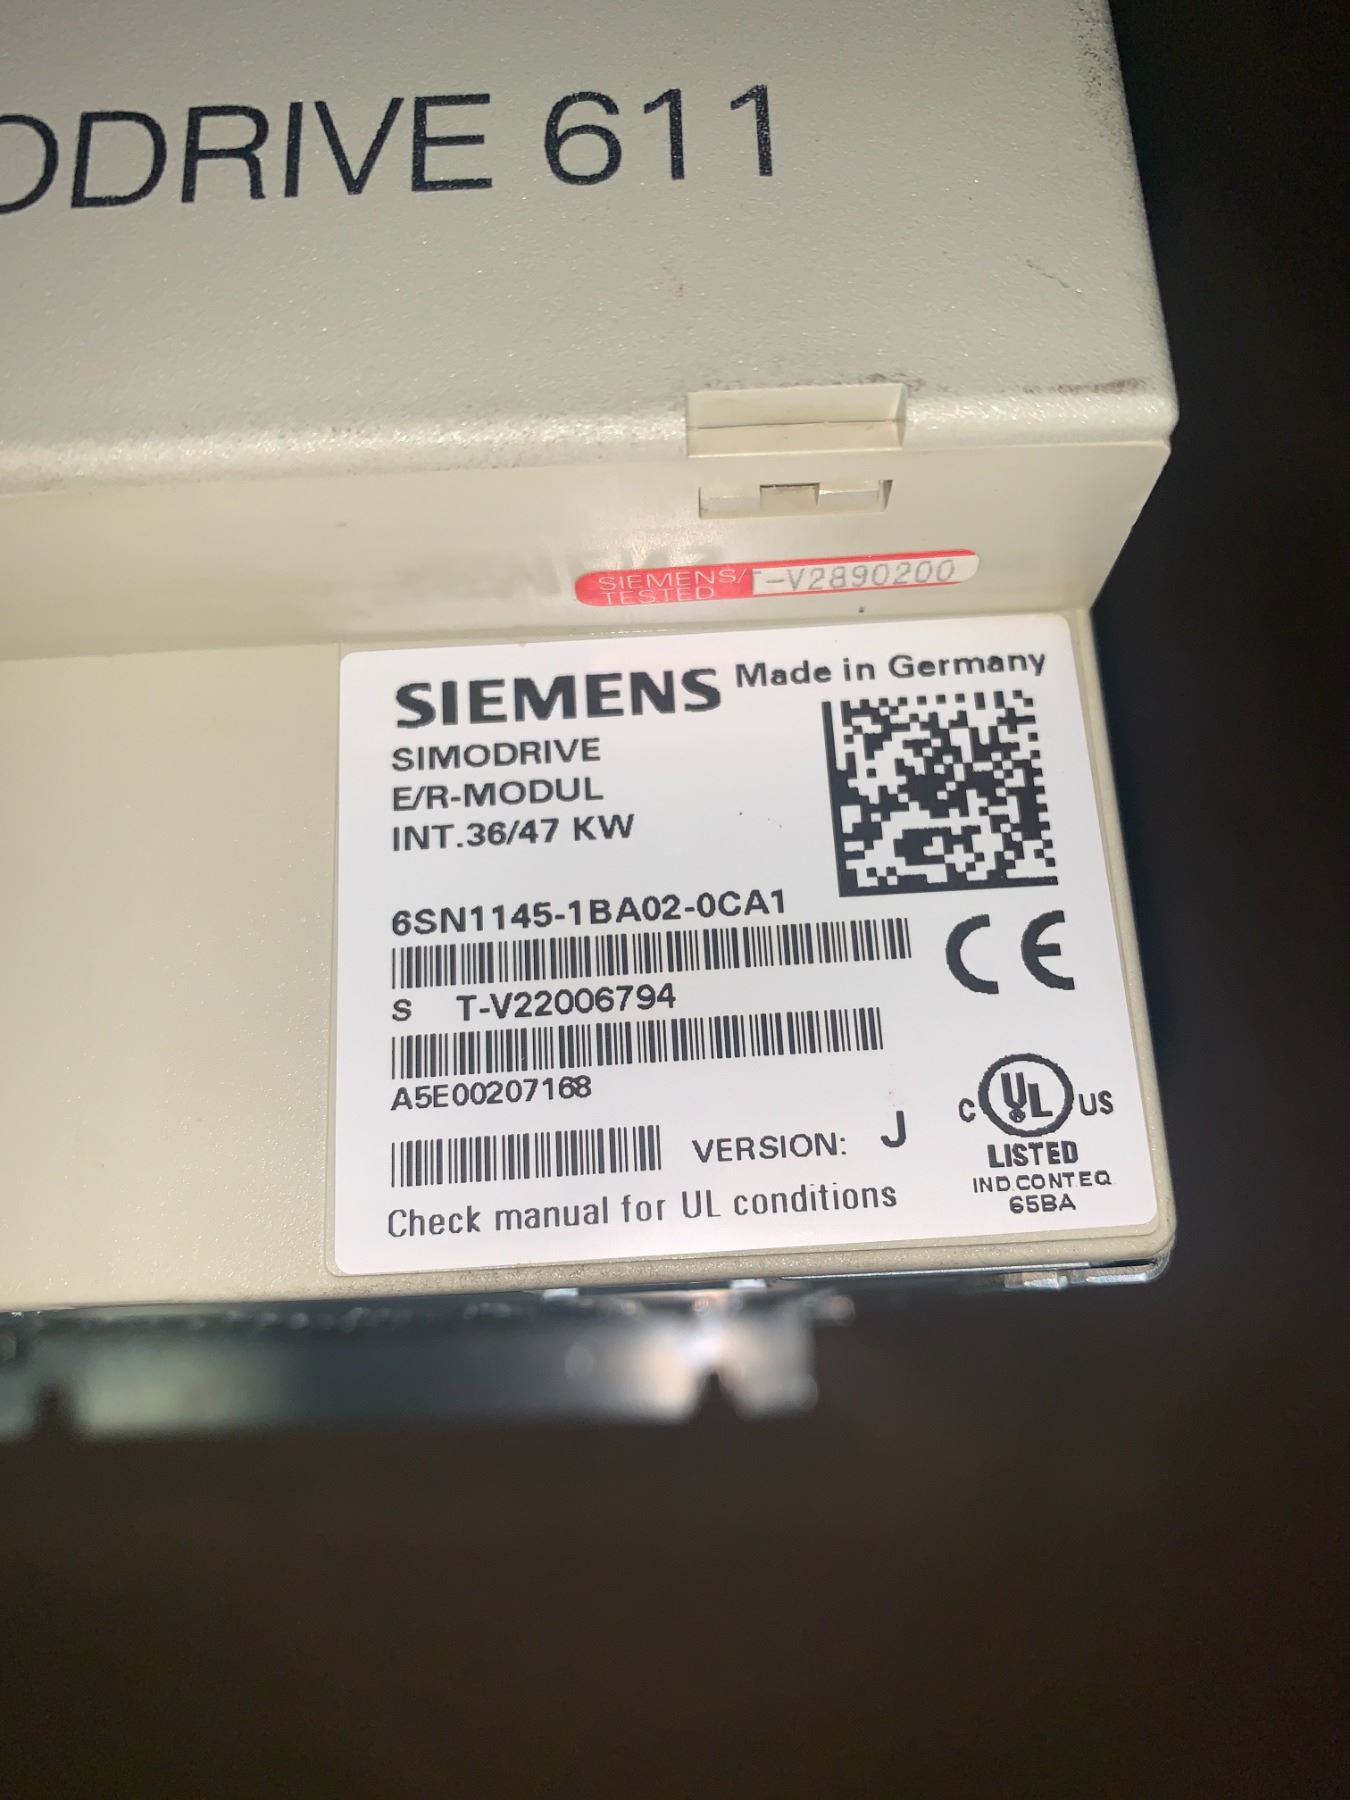 ODRIVE 611
SIEMENS/
TESTED
T-V2890200
SIEMENS Made in Germany
SIMODRIVE
E/R-MODUL
INT.36/47 KW
6SN1145-1BA02-0CA1
S T-V22006794
A5E00207168
VERSION: J
Check manual for UL conditions
CE
C UL US
LISTED
IND.CONT.EQ
65BA